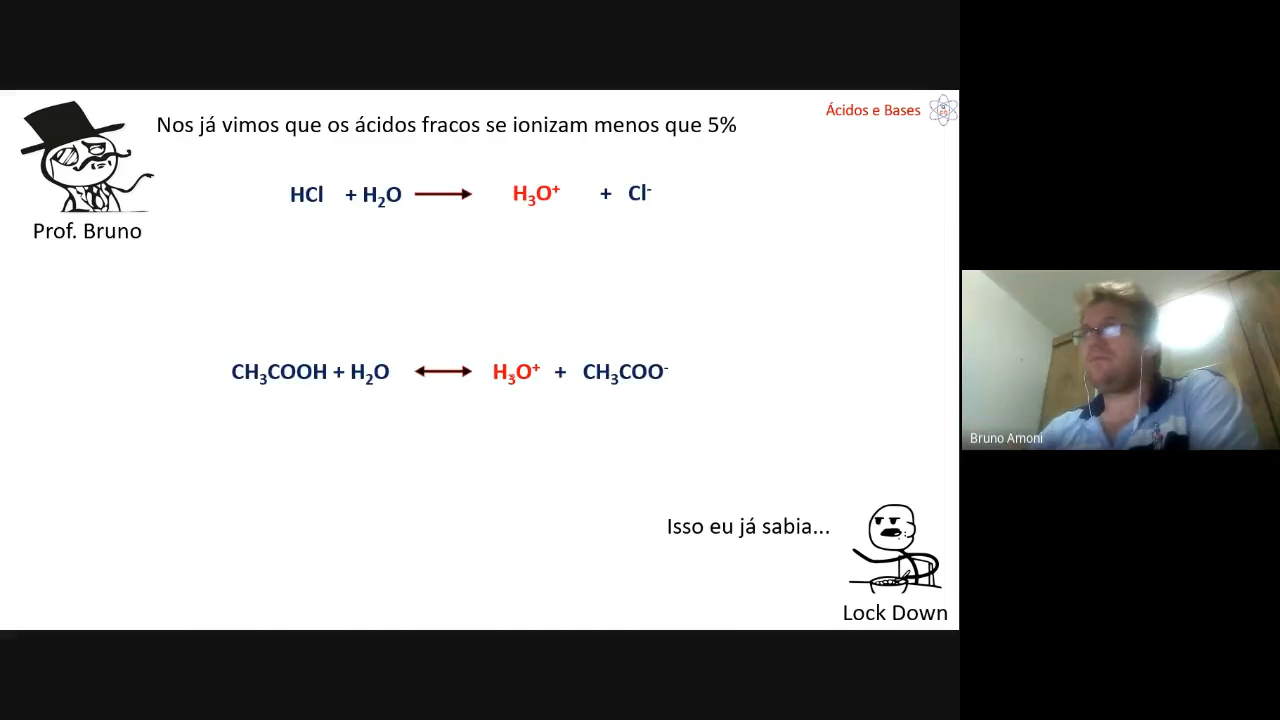 Nos já vimos que os ácidos fracos se ionizam menos que 5%
Ácidos e Bases
HCl + H₂O ⟶ H₃O⁺ + Cl⁻
Prof. Bruno
CH₃COOH + H₂O ⟷ H₃O⁺ + CH₃COO⁻
Bruno Amoni
Isso eu já sabia...
Lock Down